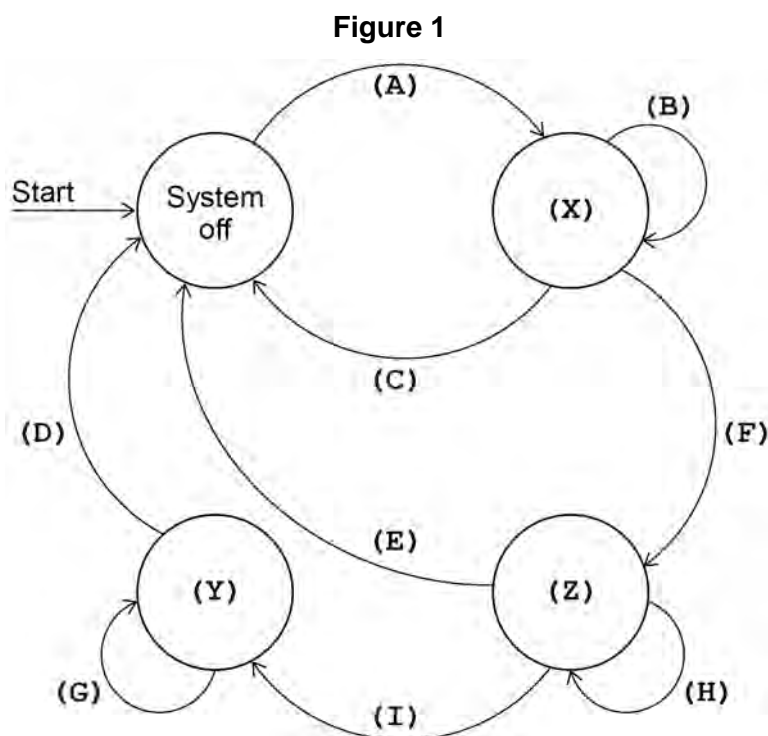 Figure 1
(A)
(B)
Start
System
off
(X)
(C)
(D)
(F)
(E)
(Y)
(Z)
(G)
(H)
(I)